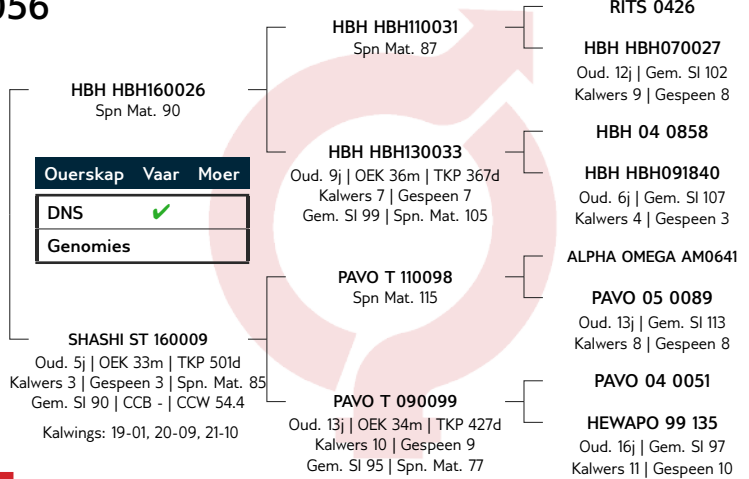 056
HBH HBH160026
Spn Mat. 90
Ouerskap Vaar Moer
DNS ✔
Genomies
SHASHI ST 160009
Oud. 5j | OEK 33m | TKP 501d
Kalwers 3 | Gespeen 3 | Spn. Mat. 85
Gem. SI 90 | CCB - | CCW 54.4
Kalwings: 19-01, 20-09, 21-10
HBH HBH110031
Spn Mat. 87
HBH HBH130033
Oud. 9j | OEK 36m | TKP 367d
Kalwers 7 | Gespeen 7
Gem. SI 99 | Spn. Mat. 105
PAVO T 110098
Spn Mat. 115
PAVO T 090099
Oud. 13j | OEK 34m | TKP 427d
Kalwers 10 | Gespeen 9
Gem. SI 95 | Spn. Mat. 77
RITS 0426
HBH HBH070027
Oud. 12j | Gem. SI 102
Kalwers 9 | Gespeen 8
HBH 04 0858
HBH HBH091840
Oud. 6j | Gem. SI 107
Kalwers 4 | Gespeen 3
ALPHA OMEGA AM0641
PAVO 05 0089
Oud. 13j | Gem. SI 113
Kalwers 8 | Gespeen 8
PAVO 04 0051
HEWAPO 99 135
Oud. 16j | Gem. SI 97
Kalwers 11 | Gespeen 10